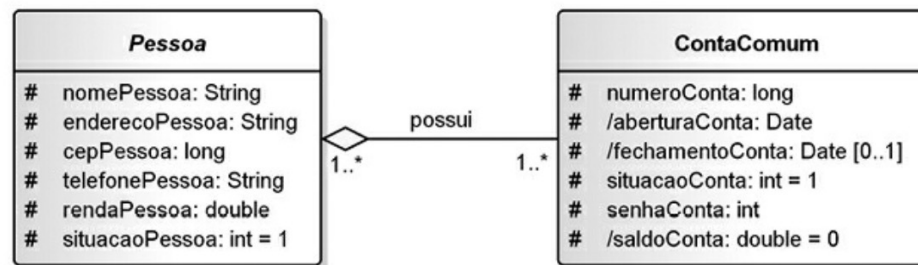 Pessoa
# nomePessoa: String
# enderecoPessoa: String
# cepPessoa: long
# telefonePessoa: String
# rendaPessoa: double
# situacaoPessoa: int = 1
possui
1..*
1..*
ContaComum
# numeroConta: long
# /aberturaConta: Date
# /fechamentoConta: Date [0..1]
# situacaoConta: int = 1
# senhaConta: int
# /saldoConta: double = 0